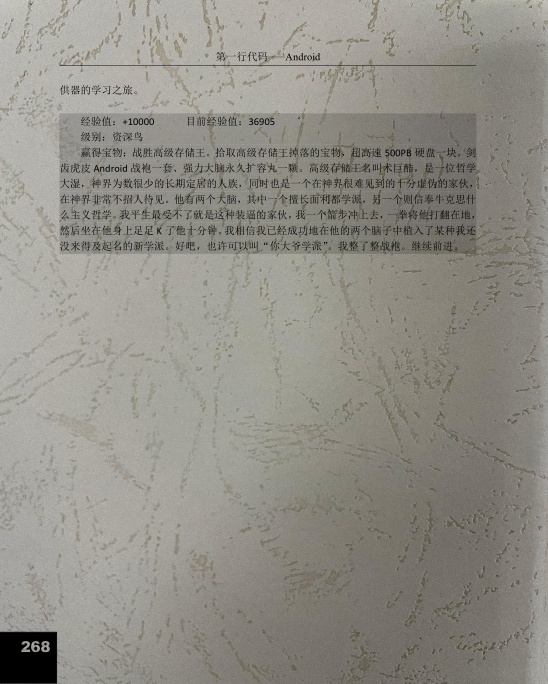 第一行代码——Android
供器的学习之旅。
经验值：+10000 目前经验值：36905
级别：资深鸟
赢得宝物：战胜高级存储王。拾取高级存储王掉落的宝物，超高速 500PB 硬盘一块、剑
齿虎皮 Android 战袍一套、强力大脑永久扩容丸一颗。高级存储王名叫术巨酷，是一位哲学
大湿，神界为数很少的长期定居的人族，同时也是一个在神界很难见到的十分虚伪的家伙，
在神界非常不招人待见。他有两个大脑，其中一个擅长面利都学派，另一个则信奉牛克思什
么主义哲学。我平生最受不了就是这种装逼的家伙，我一个箭步冲上去，一举将他打翻在地，
然后坐在他身上足足 K 了他十分钟。我相信我已经成功地在他的两个脑子中植入了某种我还
没来得及起名的新学派。好吧，也许可以叫“你大爷学派”。我整了整战袍。继续前进。
268